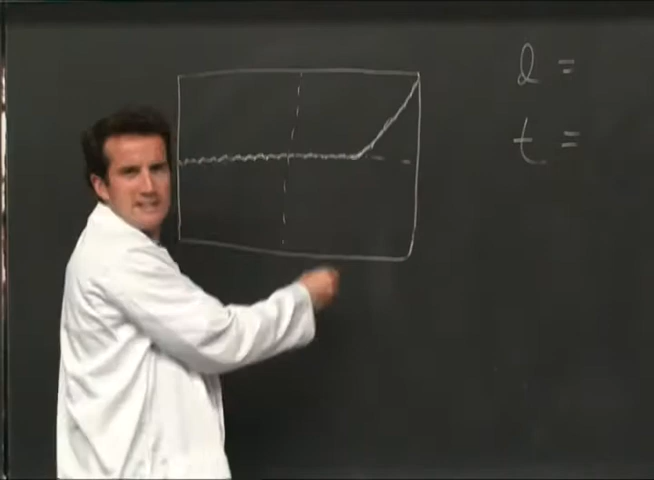 l =
t =